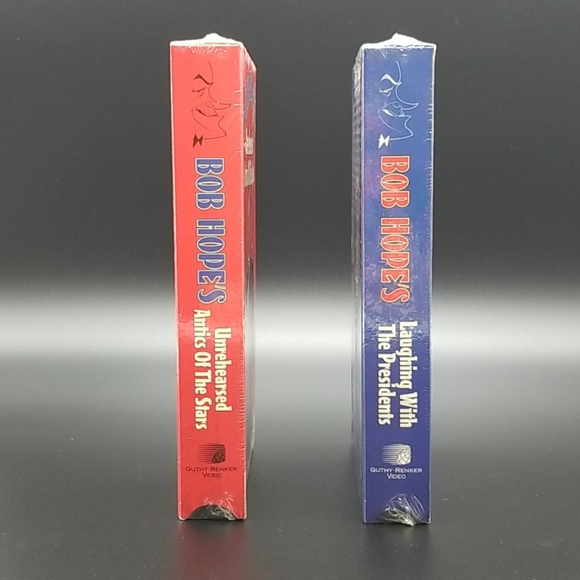 BOB HOPE'S
Unrehearsed
Antics Of The Stars
GUTHY-RENKER
VIDEO
BOB HOPE'S
Laughing With
The Presidents
GUTHY-RENKER
VIDEO